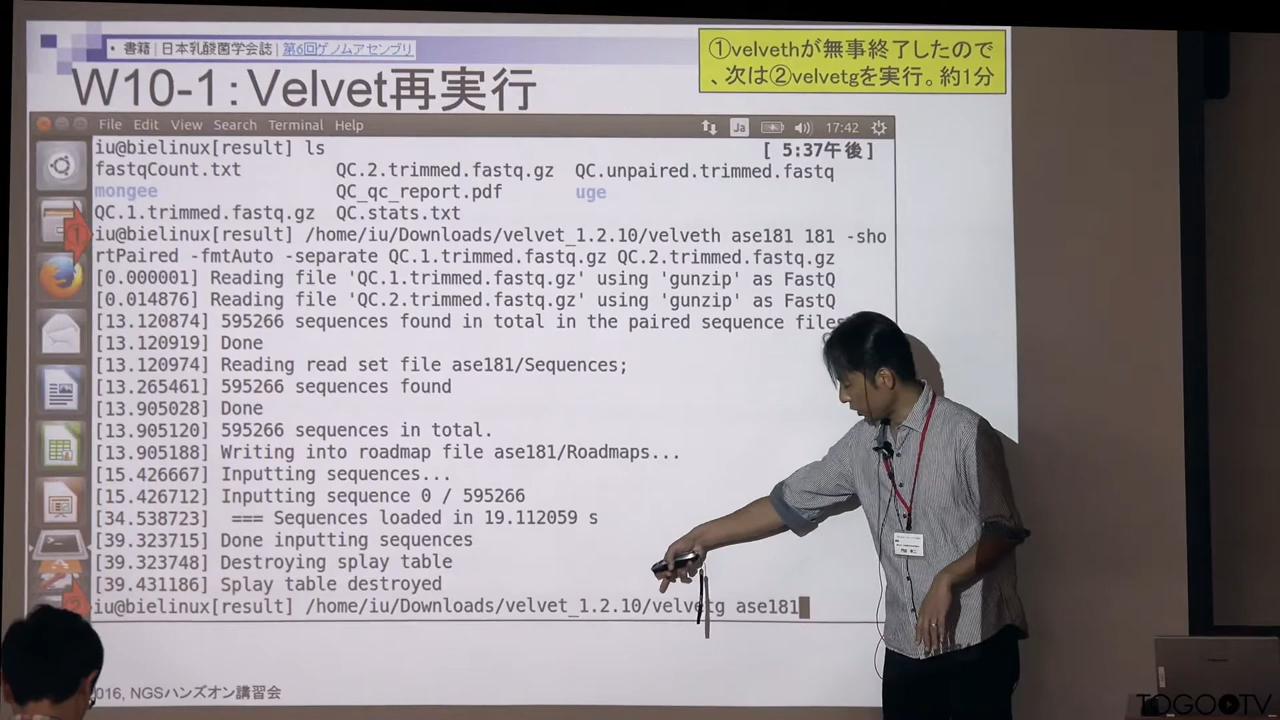 • 書籍 | 日本乳酸菌学会誌 | 第6回ゲノムアセンブリ
W10-1:Velvet再実行
①velvethが無事終了したので
、次は②velvetgを実行。約1分
File Edit View Search Terminal Help
Ja 17:42
iu@bielinux[result] ls [ 5:37午後]
fastqCount.txt QC.2.trimmed.fastq.gz QC.unpaired.trimmed.fastq
mongee QC_qc_report.pdf uge
QC.1.trimmed.fastq.gz QC.stats.txt
1
iu@bielinux[result] /home/iu/Downloads/velvet_1.2.10/velveth ase181 181 -sho
rtPaired -fmtAuto -separate QC.1.trimmed.fastq.gz QC.2.trimmed.fastq.gz
[0.000001] Reading file 'QC.1.trimmed.fastq.gz' using 'gunzip' as FastQ
[0.014876] Reading file 'QC.2.trimmed.fastq.gz' using 'gunzip' as FastQ
[13.120874] 595266 sequences found in total in the paired sequence files
[13.120919] Done
[13.120974] Reading read set file ase181/Sequences;
[13.265461] 595266 sequences found
[13.905028] Done
[13.905120] 595266 sequences in total.
[13.905188] Writing into roadmap file ase181/Roadmaps...
[15.426667] Inputting sequences...
[15.426712] Inputting sequence 0 / 595266
[34.538723] === Sequences loaded in 19.112059 s
[39.323715] Done inputting sequences
[39.323748] Destroying splay table
[39.431186] Splay table destroyed
2
iu@bielinux[result] /home/iu/Downloads/velvet_1.2.10/velvetg ase181
016, NGSハンズオン講習会
TOGOTV